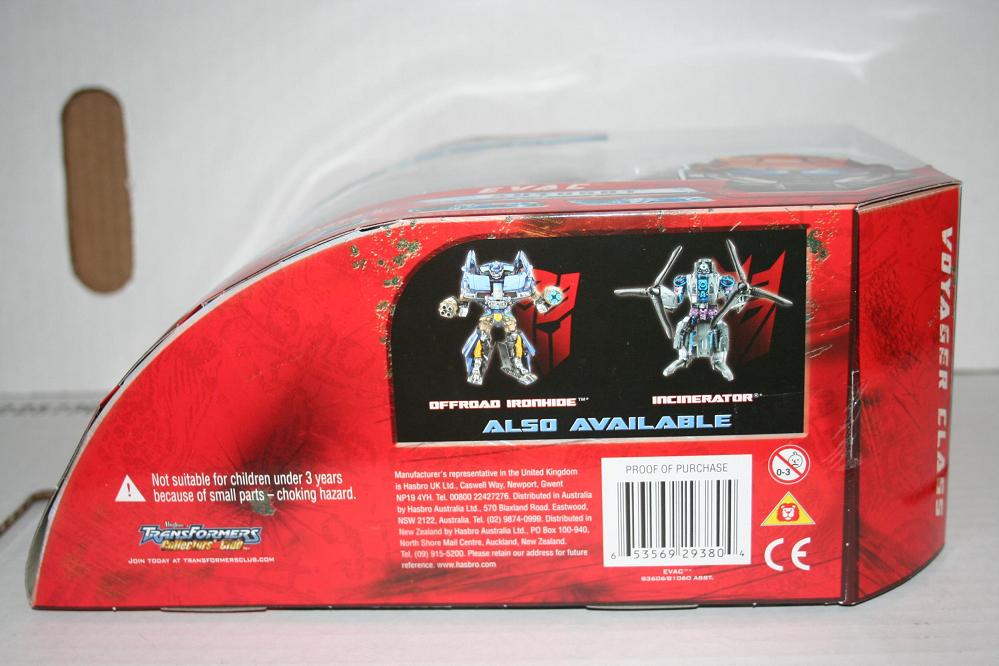 EVAC
AUTOBOT
VOYAGER CLASS
OFFROAD IRONHIDE™*
INCINERATOR®*
ALSO AVAILABLE
Not suitable for children under 3 years
because of small parts – choking hazard.
Hasbro
TRANSFORMERS
Collectors' Club
JOIN TODAY AT TRANSFORMERSCLUB.COM
Manufacturer's representative in the United Kingdom
is Hasbro UK Ltd., Caswell Way, Newport, Gwent
NP19 4YH. Tel. 00800 22427276. Distributed in Australia
by Hasbro Australia Ltd., 570 Blaxland Road, Eastwood,
NSW 2122, Australia. Tel. (02) 9874-0999. Distributed in
New Zealand by Hasbro Australia Ltd., PO Box 100-940,
North Shore Mail Centre, Auckland, New Zealand.
Tel. (09) 915-5200. Please retain our address for future
reference. www.hasbro.com
PROOF OF PURCHASE
6 53569 29380 4
EVAC™*
83606/81060 ASST.
0-3
CE